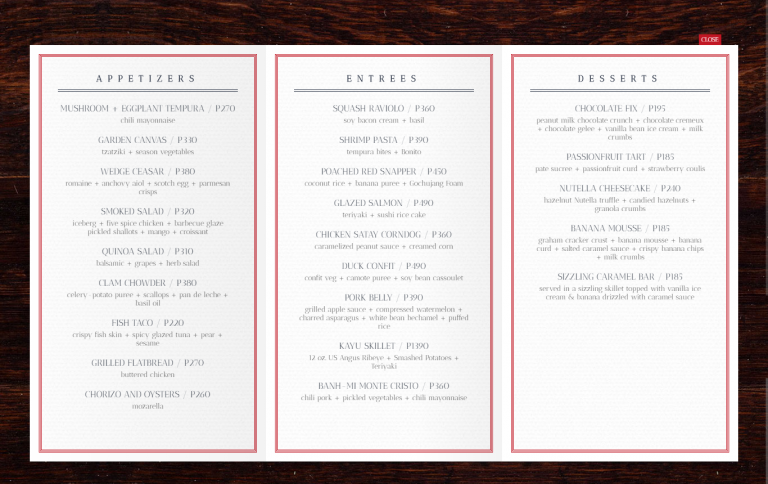 CLOSE
APPETIZERS
MUSHROOM + EGGPLANT TEMPURA / P270
chili mayonnaise
GARDEN CANVAS / P330
tzatziki + season vegetables
WEDGE CEASAR / P380
romaine + anchovy aiol + scotch egg + parmesan
crisps
SMOKED SALAD / P320
iceberg + five spice chicken + barbecue glaze
pickled shallots + mango + croissant
QUINOA SALAD / P310
balsamic + grapes + herb salad
CLAM CHOWDER / P380
celery-potato puree + scallops + pan de leche +
basil oil
FISH TACO / P220
crispy fish skin + spicy glazed tuna + pear +
sesame
GRILLED FLATBREAD / P270
buttered chicken
CHORIZO AND OYSTERS / P260
mozarella
ENTREES
SQUASH RAVIOLO / P360
soy bacon cream + basil
SHRIMP PASTA / P390
tempura bites + bonito
POACHED RED SNAPPER / P450
coconut rice + banana puree + Gochujang Foam
GLAZED SALMON / P490
teriyaki + sushi rice cake
CHICKEN SATAY CORNDOG / P360
caramelized peanut sauce + creamed corn
DUCK CONFIT / P490
confit veg + camote puree + soy bean cassoulet
PORK BELLY / P390
grilled apple sauce + compressed watermelon +
charred asparagus + white bean bechamel + puffed
rice
KAYU SKILLET / P1390
12 oz US Angus Ribeye + Smashed Potatoes +
Teriyaki
BANH-MI MONTE CRISTO / P360
chili pork + pickled vegetables + chili mayonnaise
DESSERTS
CHOCOLATE FIX / P195
peanut milk chocolate crunch + chocolate cremeux
+ chocolate gelee + vanilla bean ice cream + milk
crumbs
PASSIONFRUIT TART / P185
pate sucree + passionfruit curd + strawberry coulis
NUTELLA CHEESECAKE / P240
hazelnut Nutella truffle + candied hazelnuts +
granola crumbs
BANANA MOUSSE / P185
graham cracker crust + banana mousse + banana
curd + salted caramel sauce + crispy banana chips
+ milk crumbs
SIZZLING CARAMEL BAR / P185
served in a sizzling skillet topped with vanilla ice
cream & banana drizzled with caramel sauce